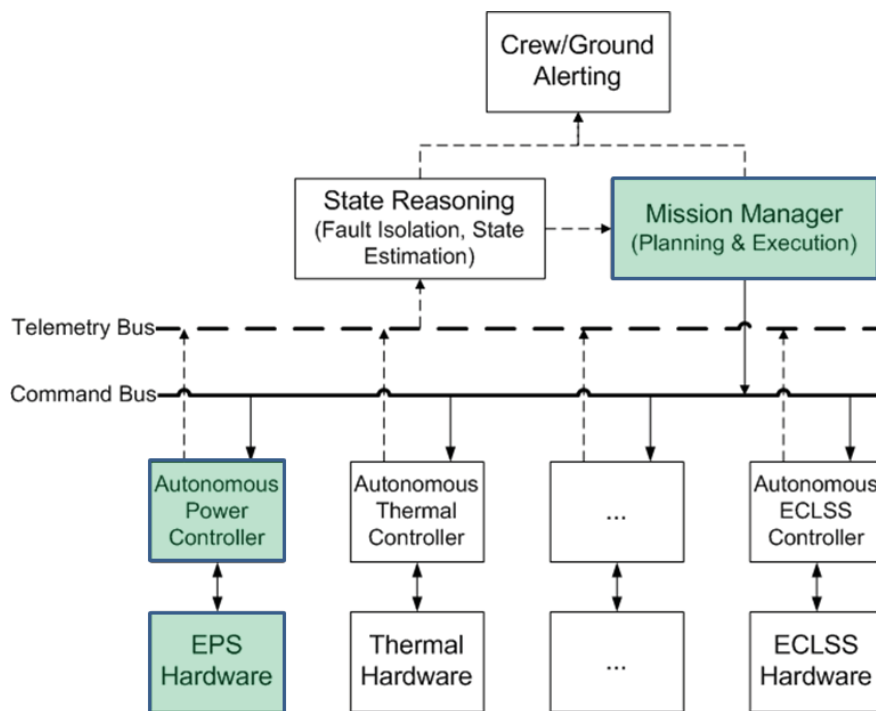 Crew/Ground
Alerting
State Reasoning
(Fault Isolation, State
Estimation)
Mission Manager
(Planning & Execution)
Telemetry Bus
Command Bus
Autonomous
Power
Controller
Autonomous
Thermal
Controller
...
Autonomous
ECLSS
Controller
EPS
Hardware
Thermal
Hardware
...
ECLSS
Hardware